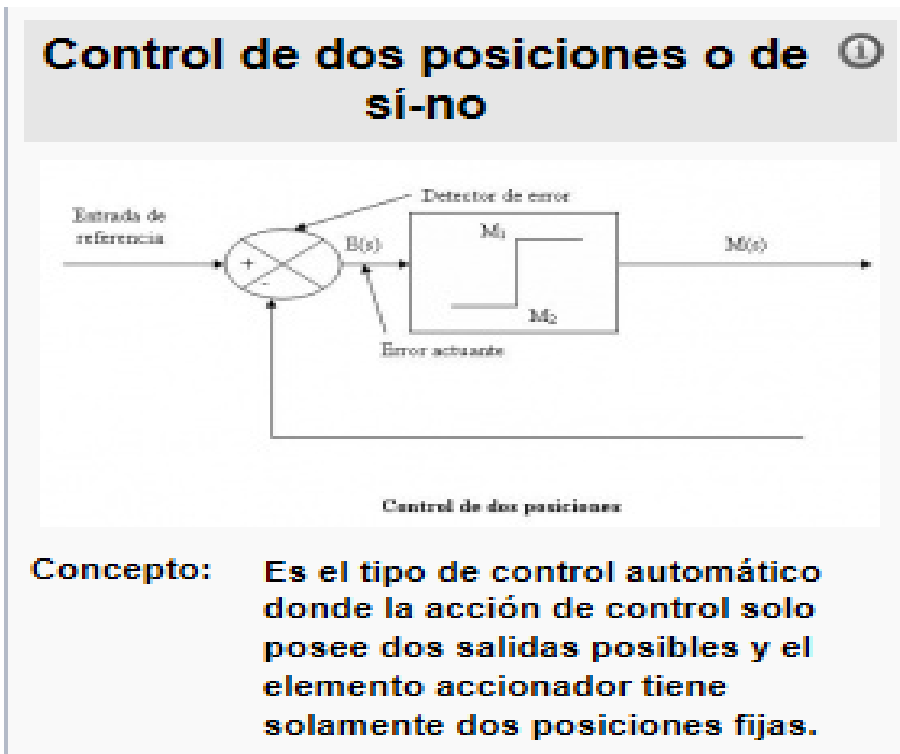 Control de dos posiciones o de
sí-no
Detector de error
Entrada de
referencia
M₁
E(s)
M(s)
+
-
M₂
Error actuante
Control de dos posiciones
Concepto: Es el tipo de control automático
donde la acción de control solo
posee dos salidas posibles y el
elemento accionador tiene
solamente dos posiciones fijas.